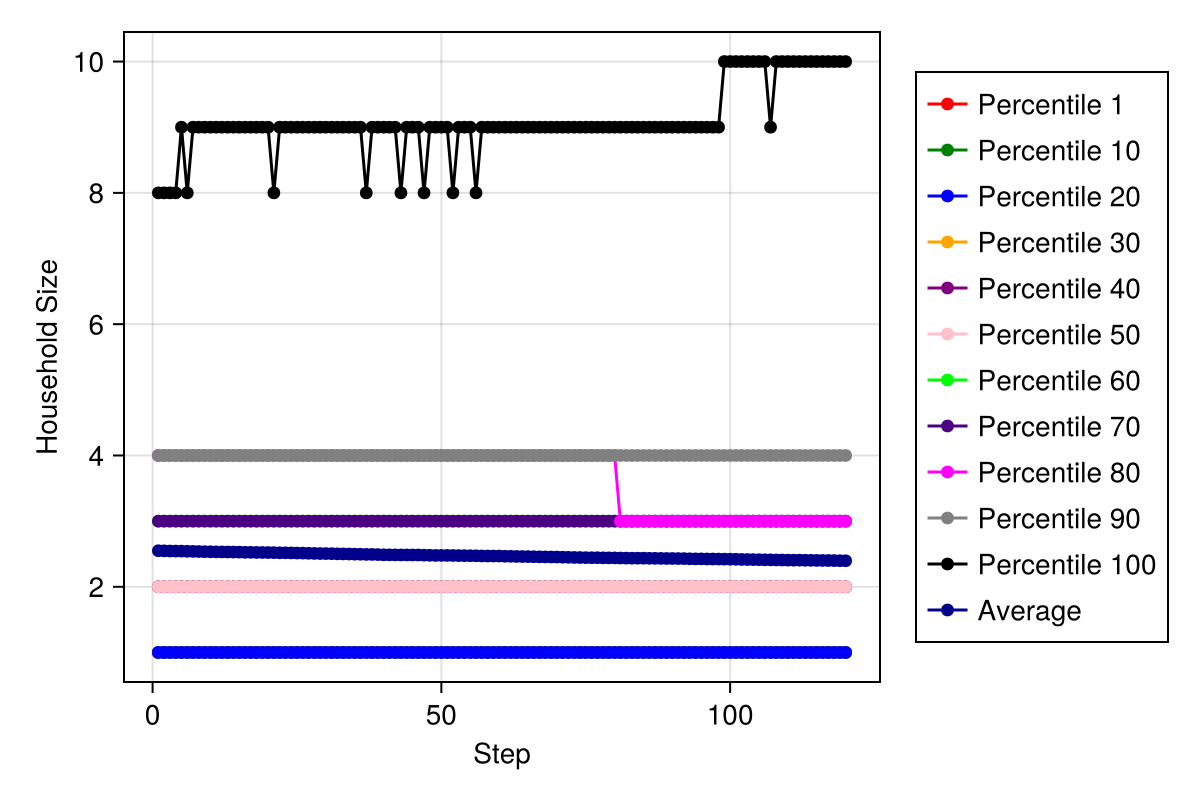 10
8
6
4
2
Household Size
0
50
100
Step
Percentile 1
Percentile 10
Percentile 20
Percentile 30
Percentile 40
Percentile 50
Percentile 60
Percentile 70
Percentile 80
Percentile 90
Percentile 100
Average